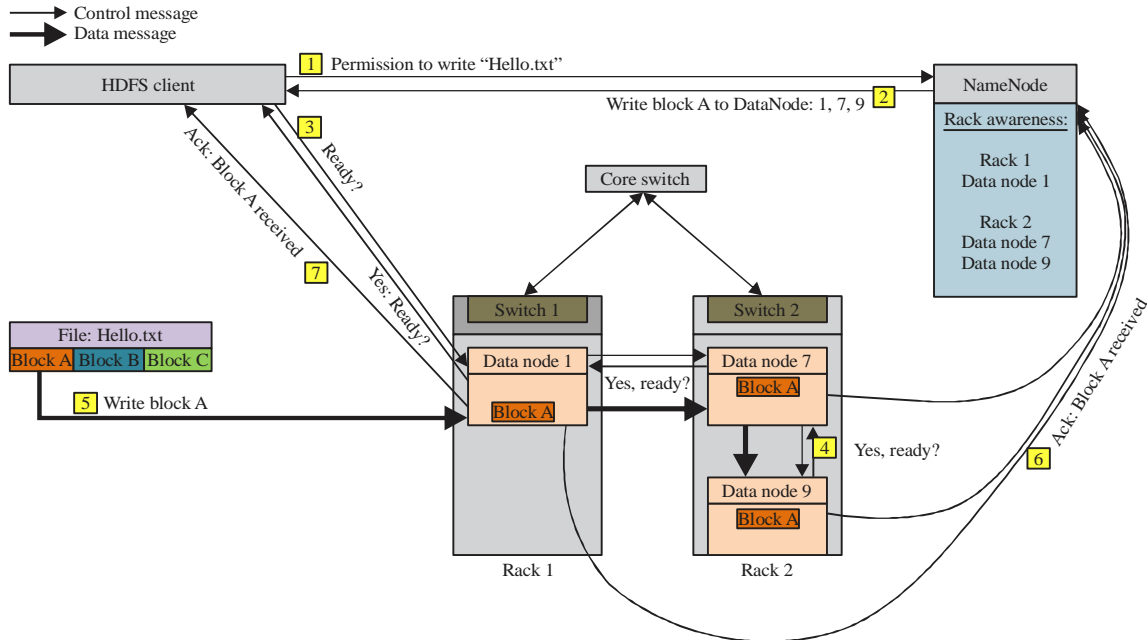 Control message
Data message
1 Permission to write “Hello.txt”
HDFS client
NameNode
2
Write block A to DataNode: 1, 7, 9
Rack awareness:
Rack 1
Data node 1
Rack 2
Data node 7
Data node 9
3
Ready?
Ack: Block A received
7
Yes: Ready?
Core switch
Switch 1
Switch 2
File: Hello.txt
Block A Block B Block C
5 Write block A
Data node 1
Block A
Yes, ready?
Data node 7
Block A
4
Yes, ready?
Data node 9
Block A
6
Ack: Block A received
Rack 1
Rack 2